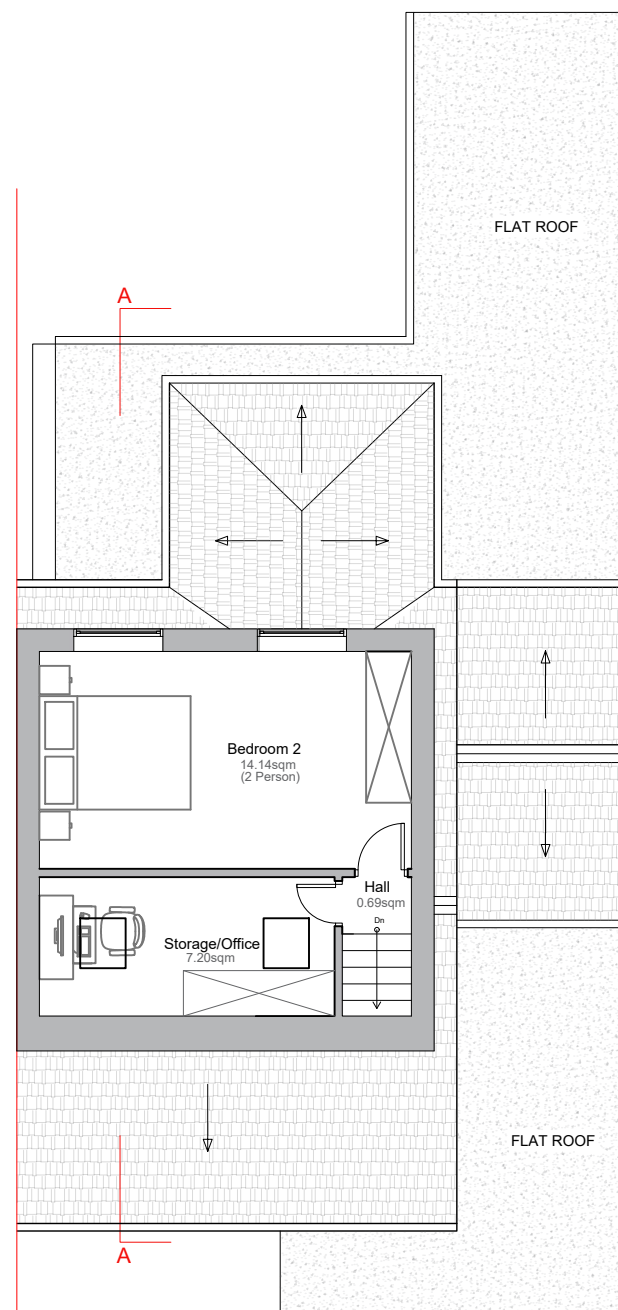 FLAT ROOF
A
Bedroom 2
14.14sqm
(2 Person)
Hall
0.69sqm
Dn
Storage/Office
7.20sqm
FLAT ROOF
A